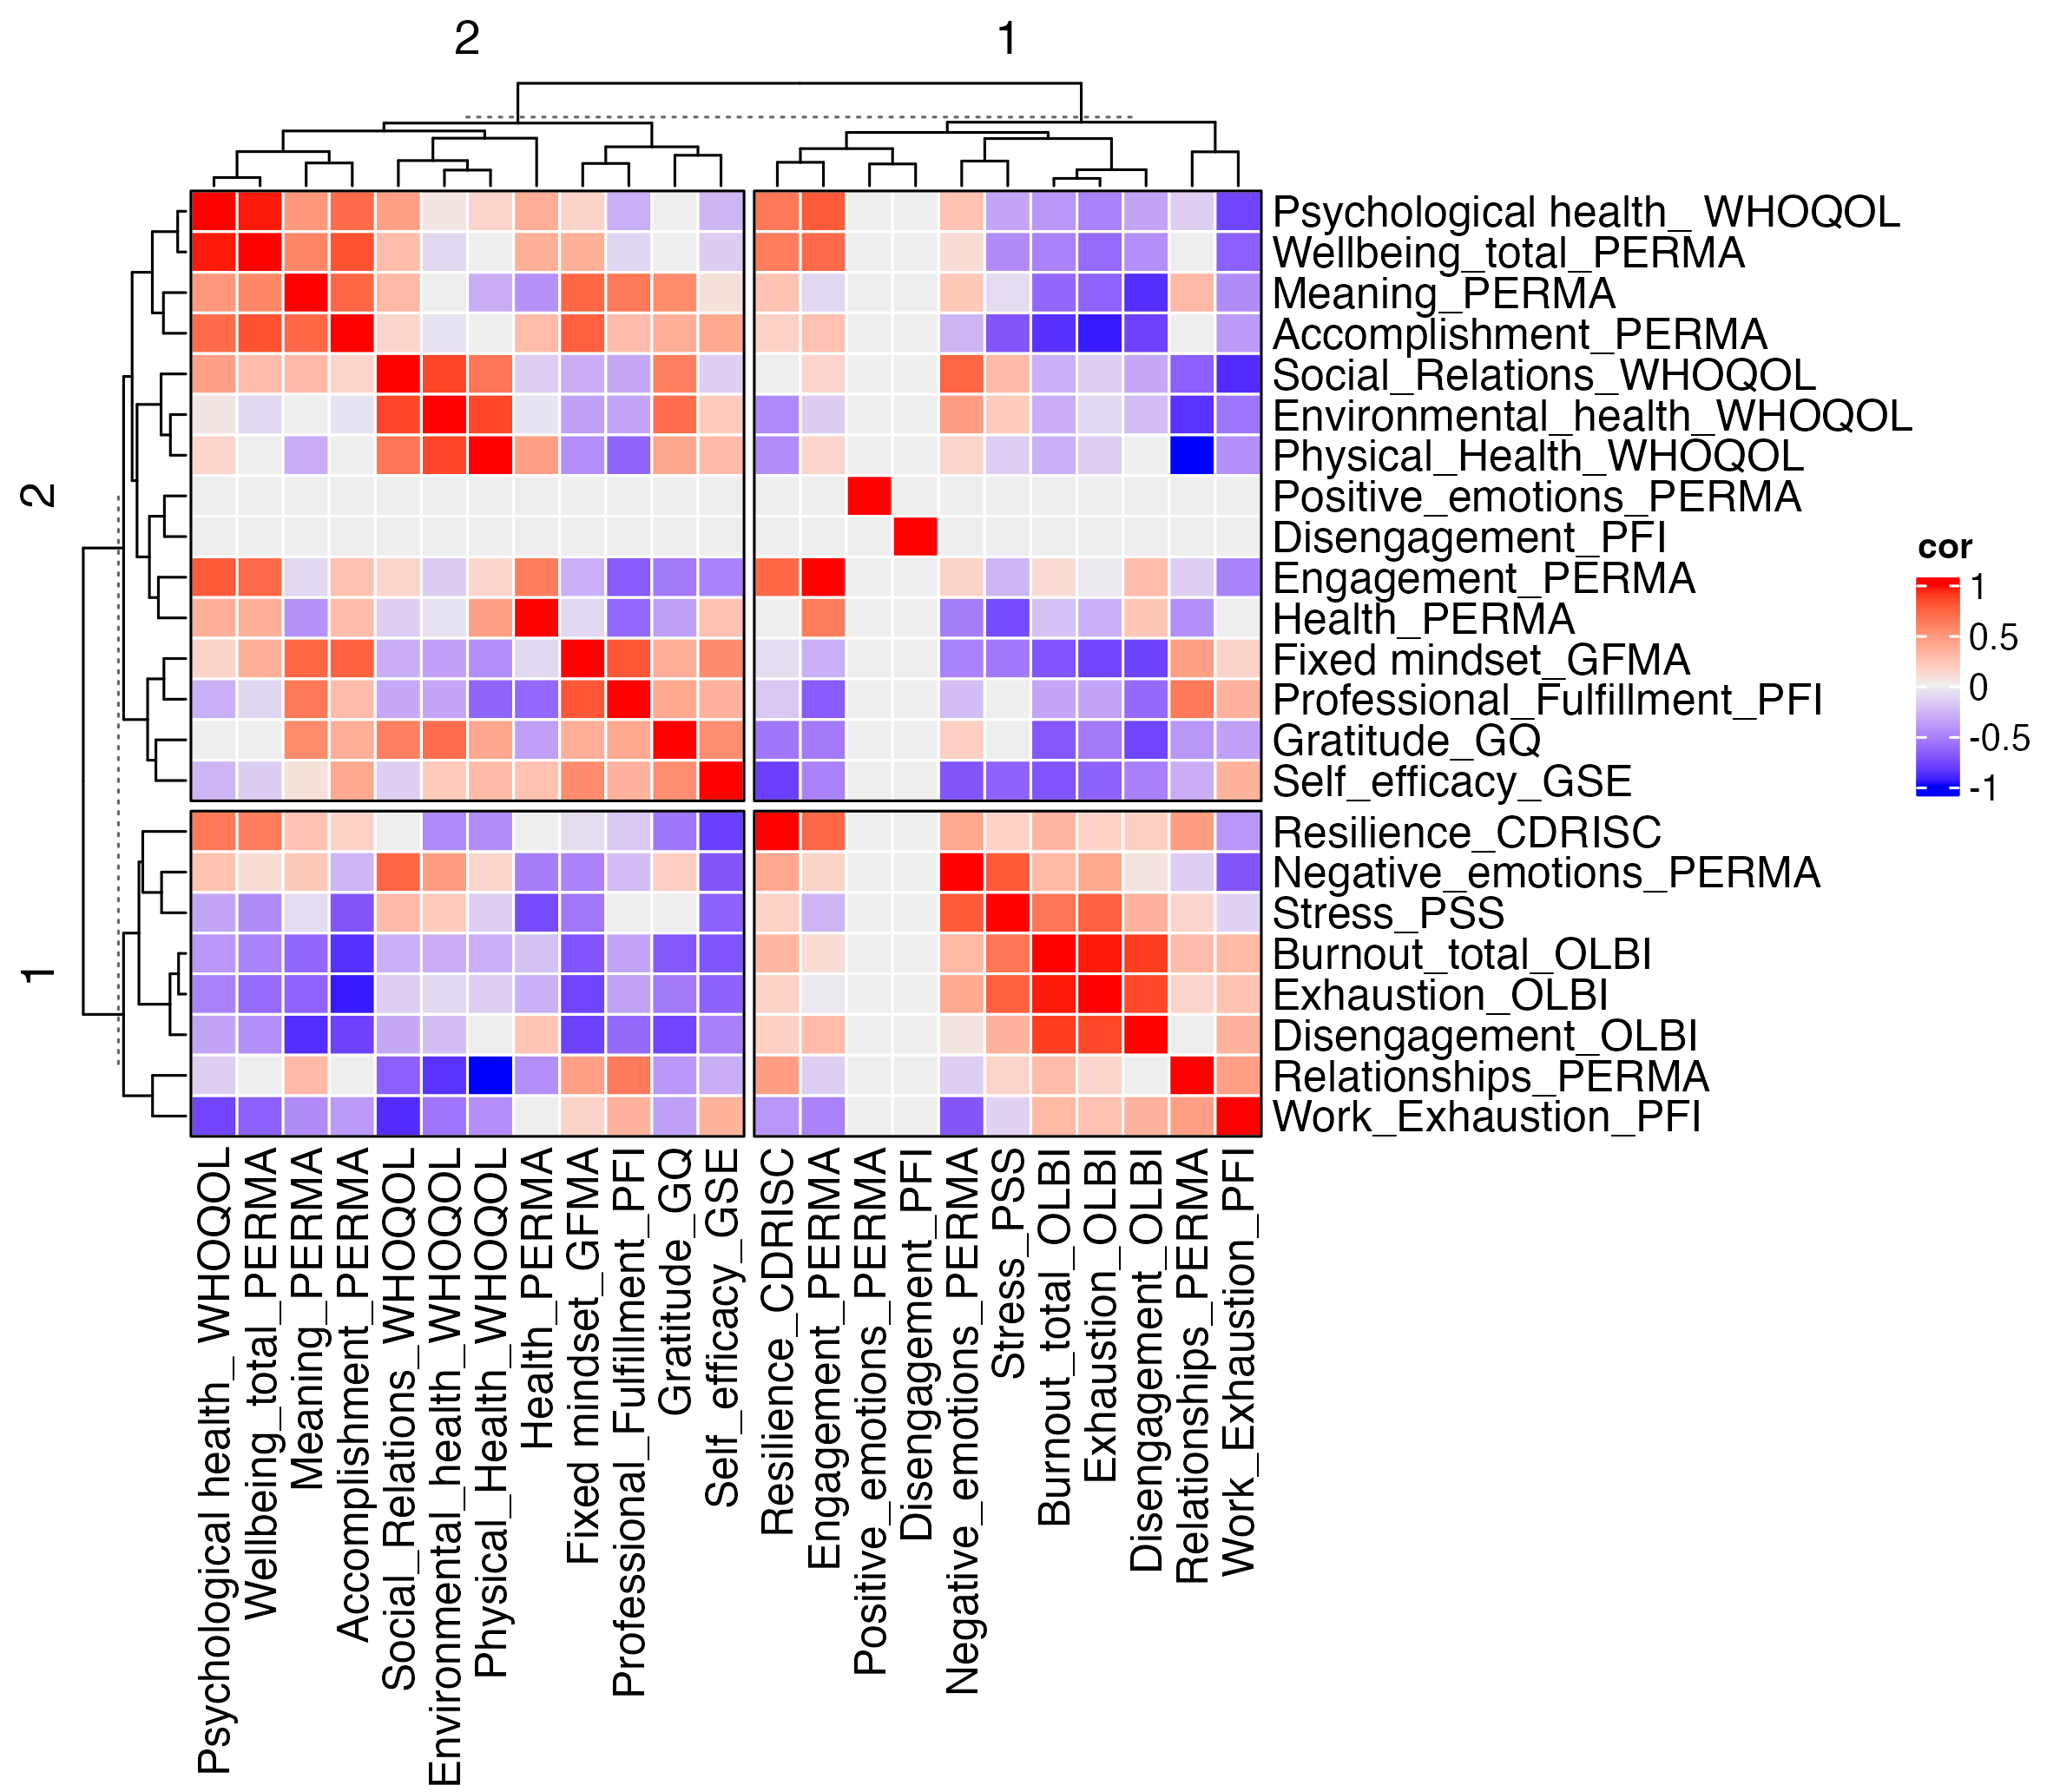 2
1
Psychological health_ WHOQOL
Wellbeing_total_PERMA
Meaning_PERMA
Accomplishment_PERMA
Social_Relations_WHOQOL
Environmental_health_WHOQOL
Physical_Health_WHOQOL
Positive_emotions_PERMA
Disengagement_PFI
Engagement_PERMA
Health_PERMA
Fixed mindset_GFMA
Professional_Fulfillment_PFI
Gratitude_GQ
Self_efficacy_GSE
Resilience_CDRISC
Negative_emotions_PERMA
Stress_PSS
Burnout_total_OLBI
Exhaustion_OLBI
Disengagement_OLBI
Relationships_PERMA
Work_Exhaustion_PFI
2
1
cor
1
0.5
0
-0.5
-1
Psychological health_ WHOQOL
Wellbeing_total_PERMA
Meaning_PERMA
Accomplishment_PERMA
Social_Relations_WHOQOL
Environmental_health_WHOQOL
Physical_Health_WHOQOL
Health_PERMA
Fixed mindset_GFMA
Professional_Fulfillment_PFI
Gratitude_GQ
Self_efficacy_GSE
Resilience_CDRISC
Engagement_PERMA
Positive_emotions_PERMA
Disengagement_PFI
Negative_emotions_PERMA
Stress_PSS
Burnout_total_OLBI
Exhaustion_OLBI
Disengagement_OLBI
Relationships_PERMA
Work_Exhaustion_PFI